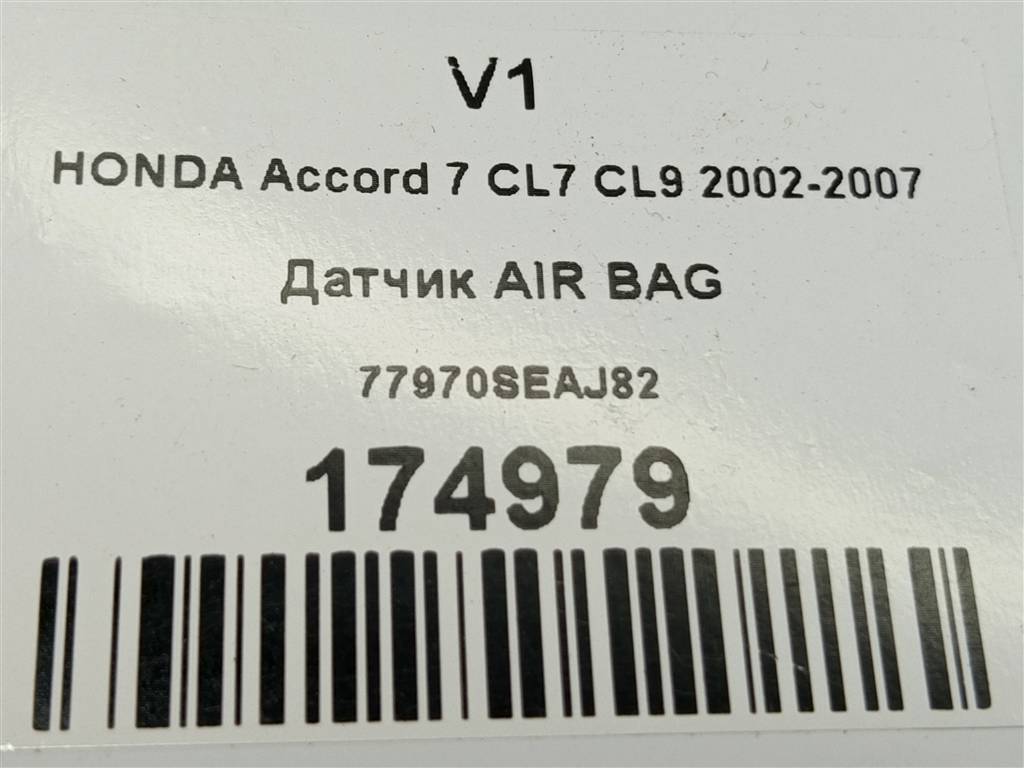 V1
HONDA Accord 7 CL7 CL9 2002-2007
Датчик AIR BAG
77970SEAJ82
174979